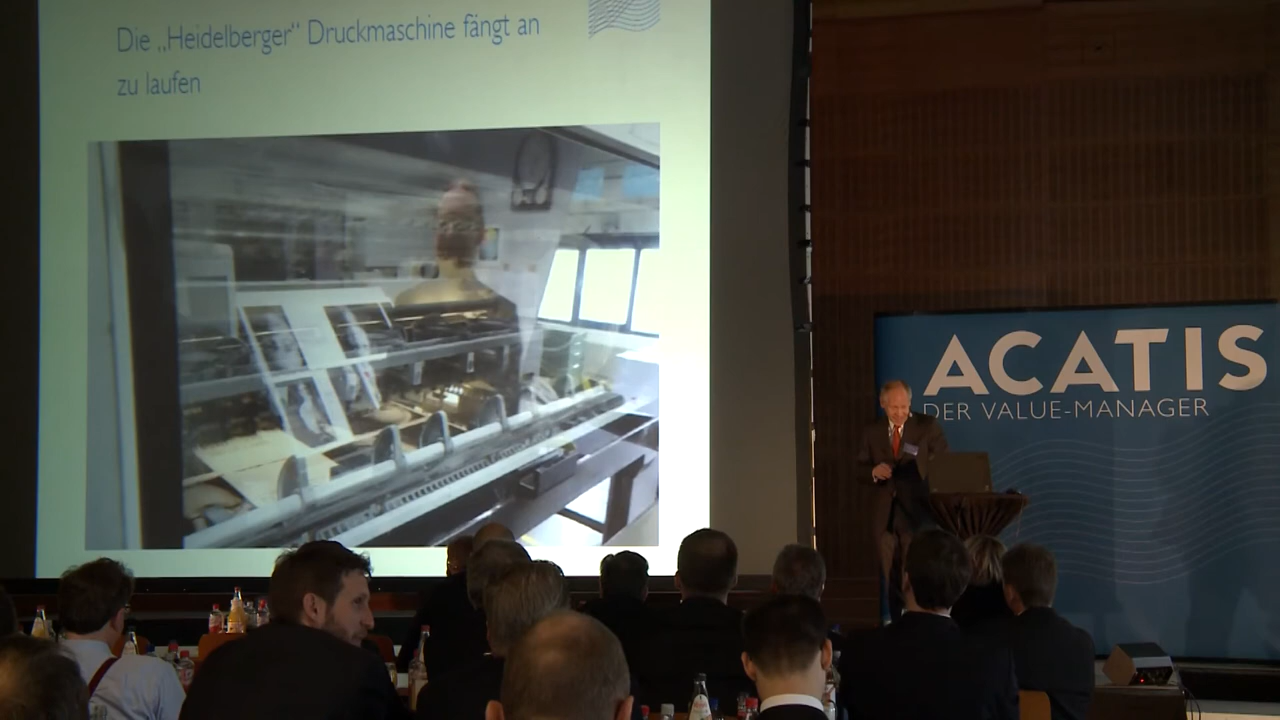 Die „Heidelberger“ Druckmaschine fängt an
zu laufen
ACATIS
DER VALUE-MANAGER